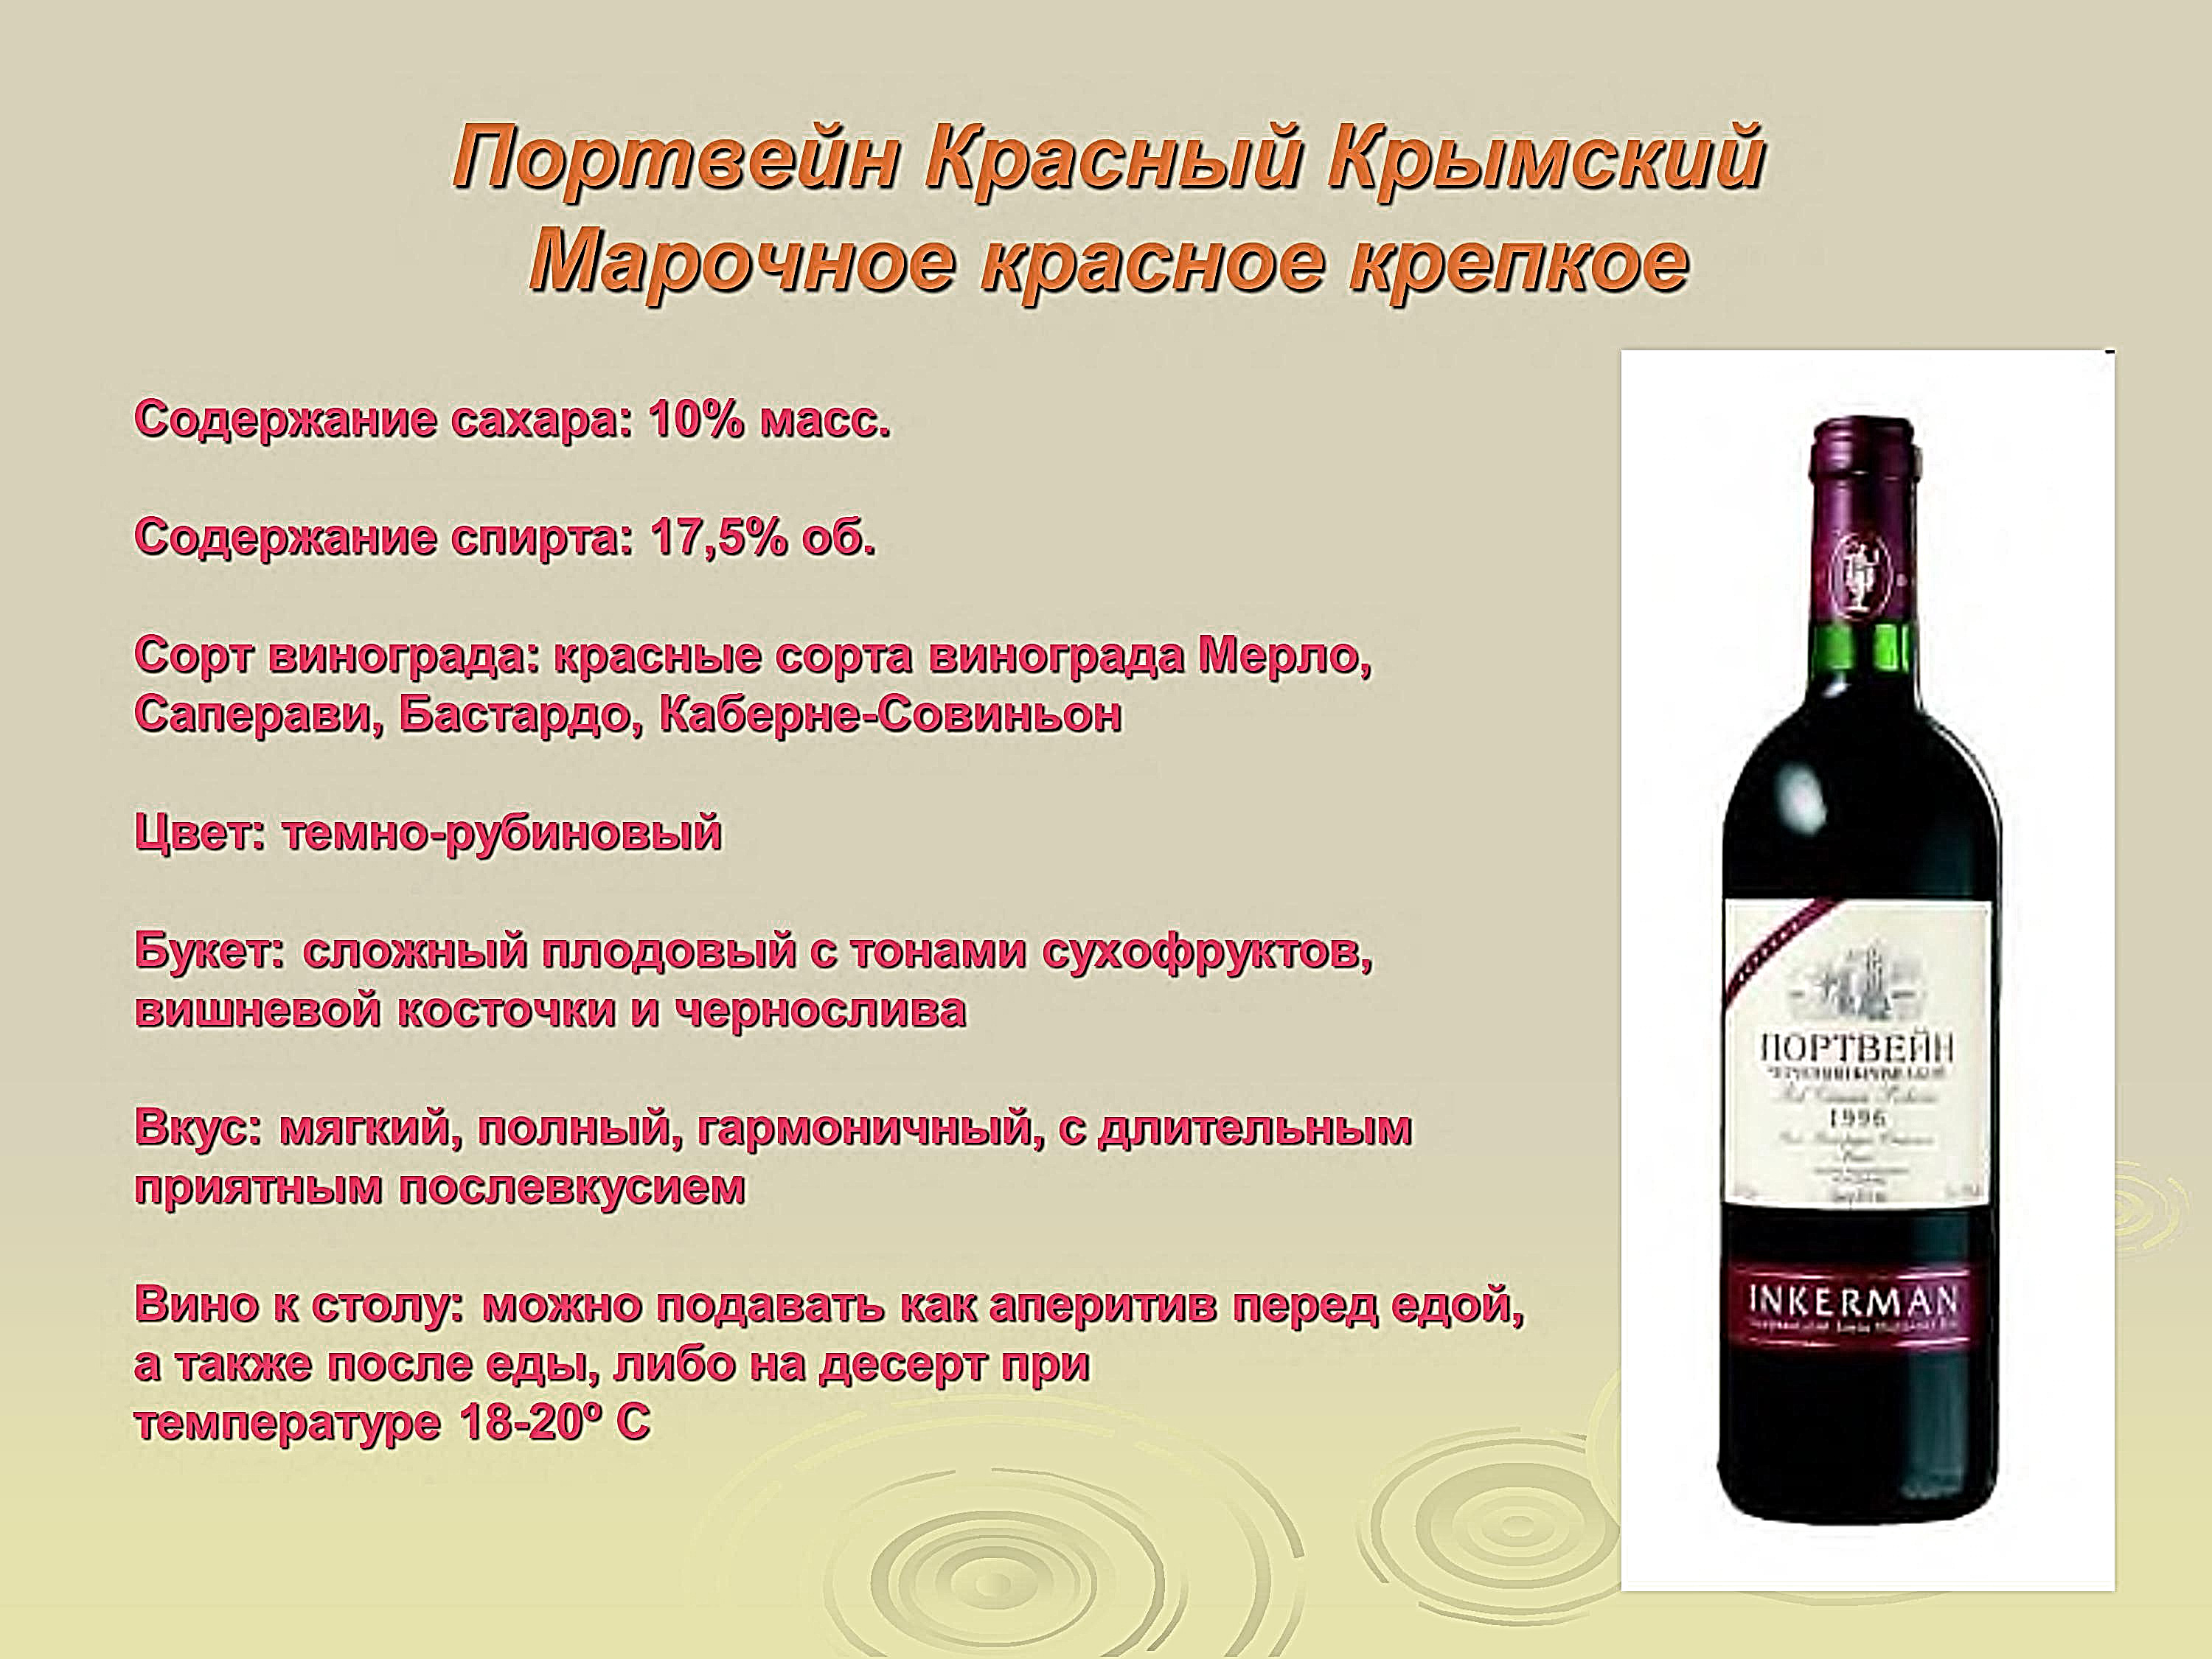 Портвейн Красный Крымский
Марочное красное крепкое
Содержание сахара: 10% масс.
Содержание спирта: 17,5% об.
Сорт винограда: красные сорта винограда Мерло,
Саперави, Бастардо, Каберне-Совиньон
Цвет: темно-рубиновый
Букет: сложный плодовый с тонами сухофруктов,
вишневой косточки и чернослива
Вкус: мягкий, полный, гармоничный, с длительным
приятным послевкусием
Вино к столу: можно подавать как аперитив перед едой,
а также после еды, либо на десерт при
температуре 18-20º С
ПОРТВЕЙН
1996
INKERMAN